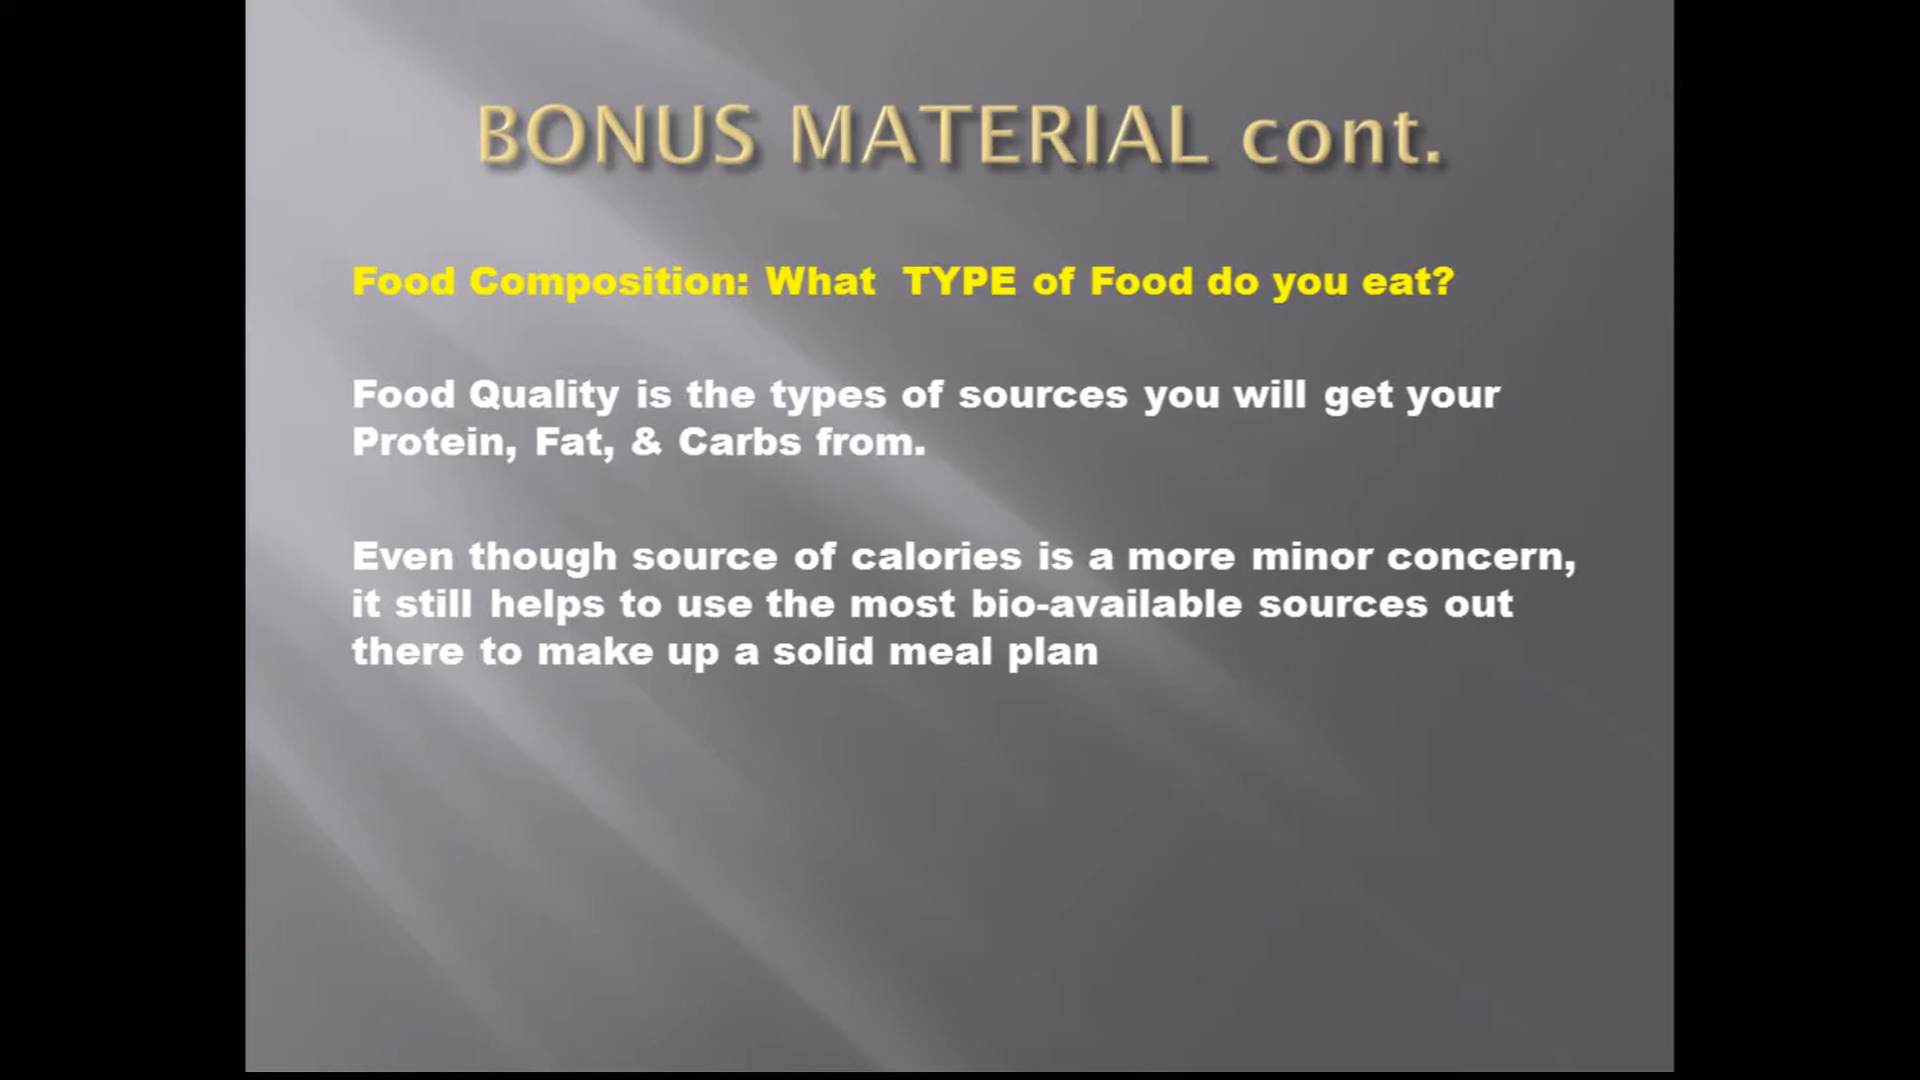 BONUS MATERIAL cont.
Food Composition: What TYPE of Food do you eat?
Food Quality is the types of sources you will get your
Protein, Fat, & Carbs from.
Even though source of calories is a more minor concern,
it still helps to use the most bio-available sources out
there to make up a solid meal plan